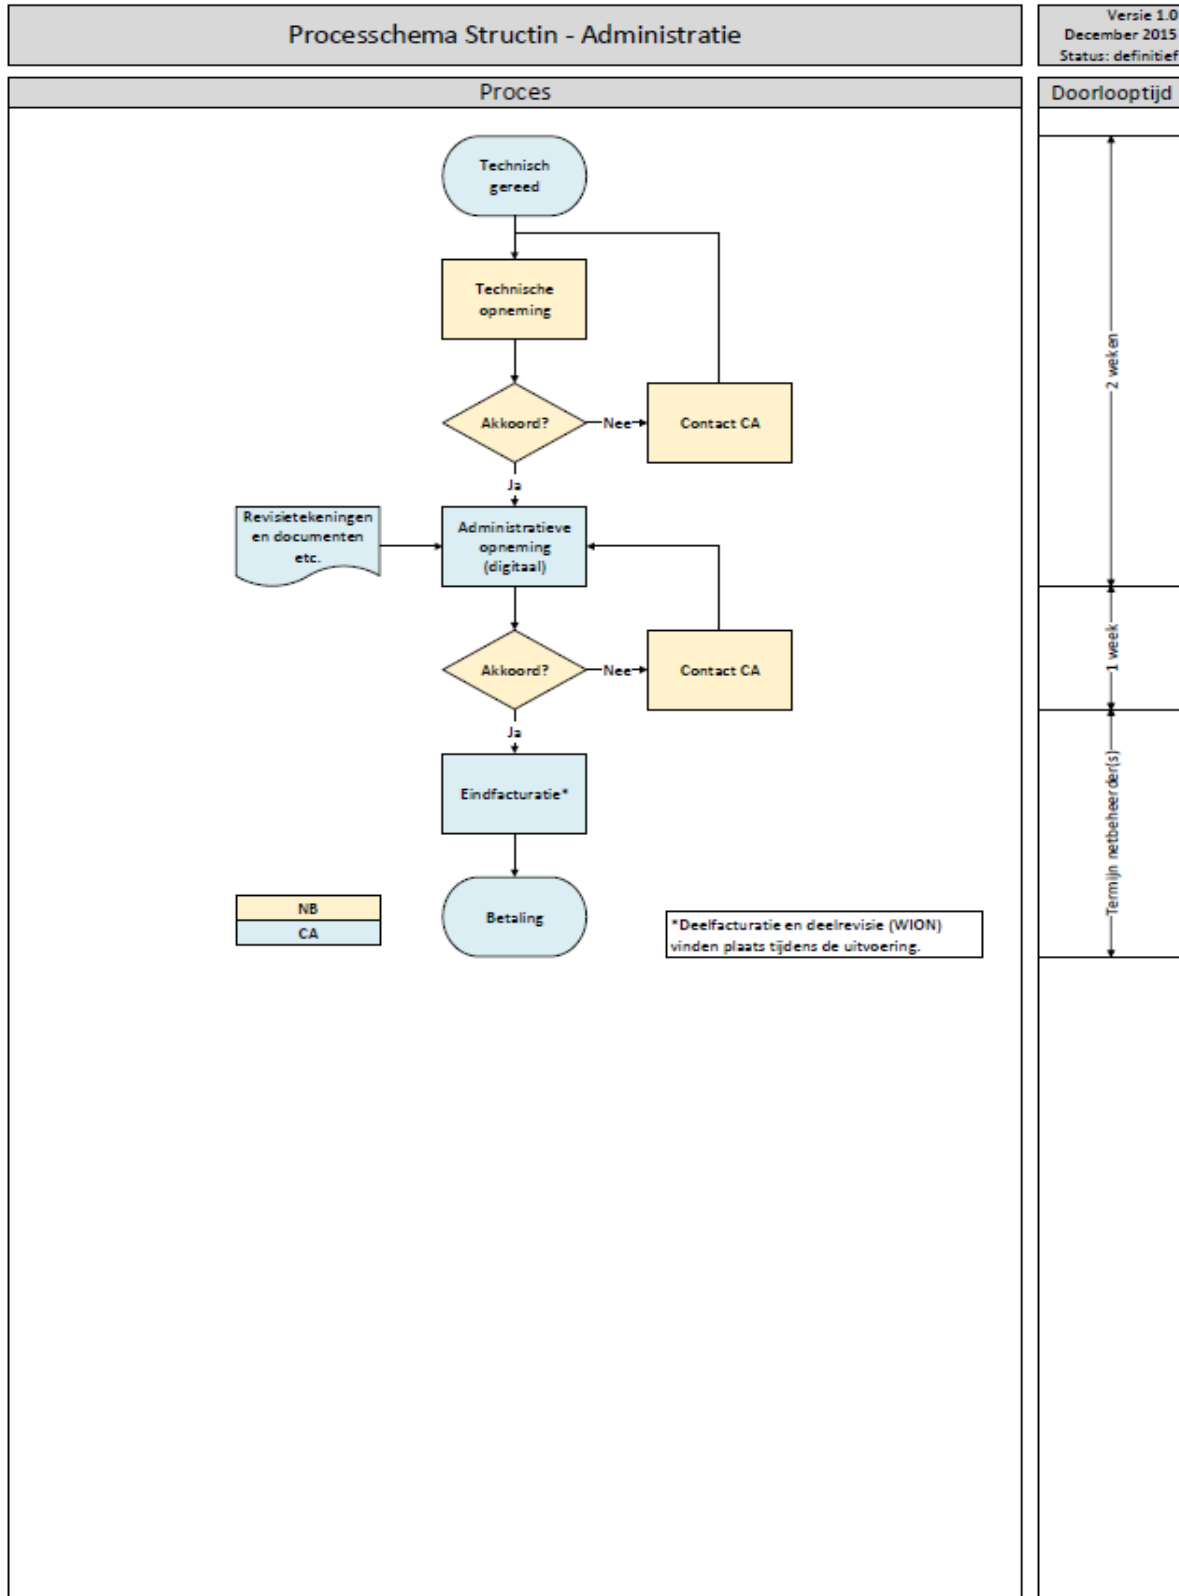 Processchema Structin - Administratie
Versie 1.0
December 2015
Status: definitief
Proces
Doorlooptijd
Technisch
gereed
Technische
opneming
Akkoord?
Nee
Contact CA
Ja
Revisietekeningen
en documenten
etc.
Administratieve
opneming
(digitaal)
Akkoord?
Nee
Contact CA
Ja
Eindfacturatie*
Betaling
NB
CA
*Deelfacturatie en deelrevisie (WION)
vinden plaats tijdens de uitvoering.
2 weken
1 week
Termijn netbeheerder(s)